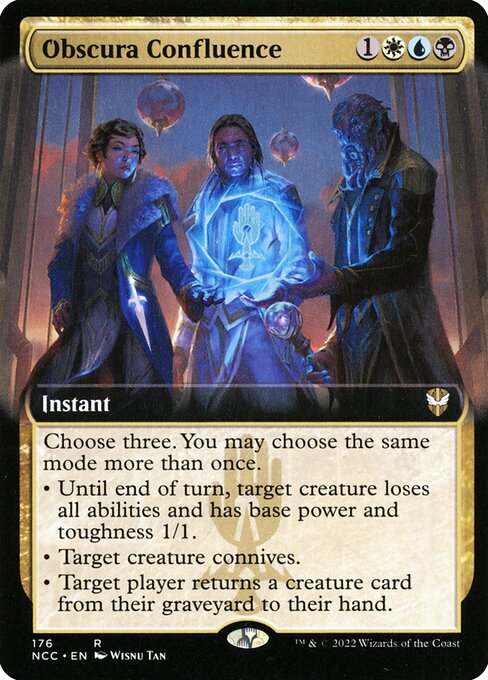 Obscura Confluence 1
Instant
Choose three. You may choose the same
mode more than once.
• Until end of turn, target creature loses
all abilities and has base power and
toughness 1/1.
• Target creature connives.
• Target player returns a creature card
from their graveyard to their hand.
176 R
NCC • EN Wisnu Tan
™ & © 2022 Wizards of the Coast